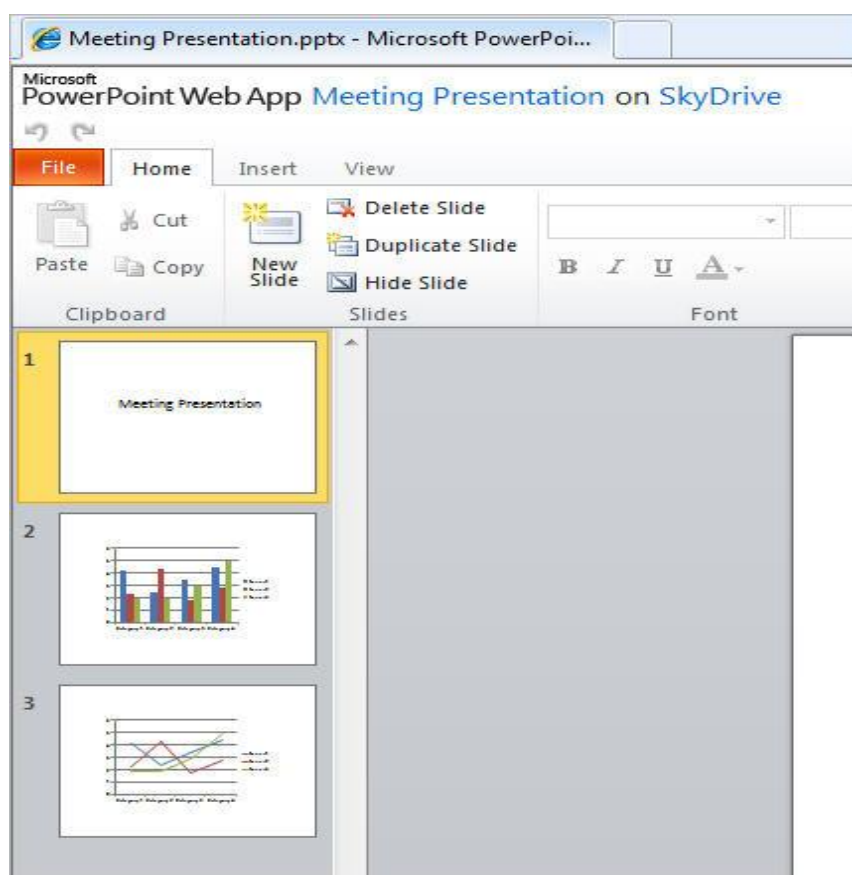 Meeting Presentation.pptx - Microsoft PowerPoi...
Microsoft
PowerPoint Web App Meeting Presentation on SkyDrive
File Home Insert View
Paste
Cut
Copy
Clipboard
New
Slide
Delete Slide
Duplicate Slide
Hide Slide
Slides
B I U A
Font
1
Meeting Presentation
2
3